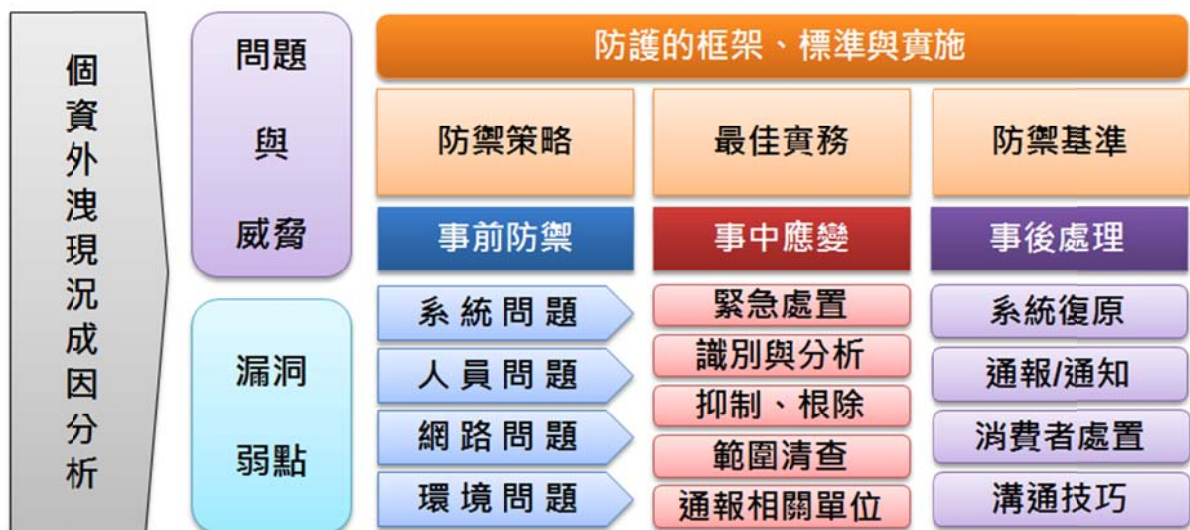 個資外洩現況成因分析
問題
與
威脅
漏洞
弱點
防護的框架、標準與實施
防禦策略
最佳實務
防禦基準
事前防禦
事中應變
事後處理
系統問題
人員問題
網路問題
環境問題
緊急處置
識別與分析
抑制、根除
範圍清查
通報相關單位
系統復原
通報/通知
消費者處置
溝通技巧